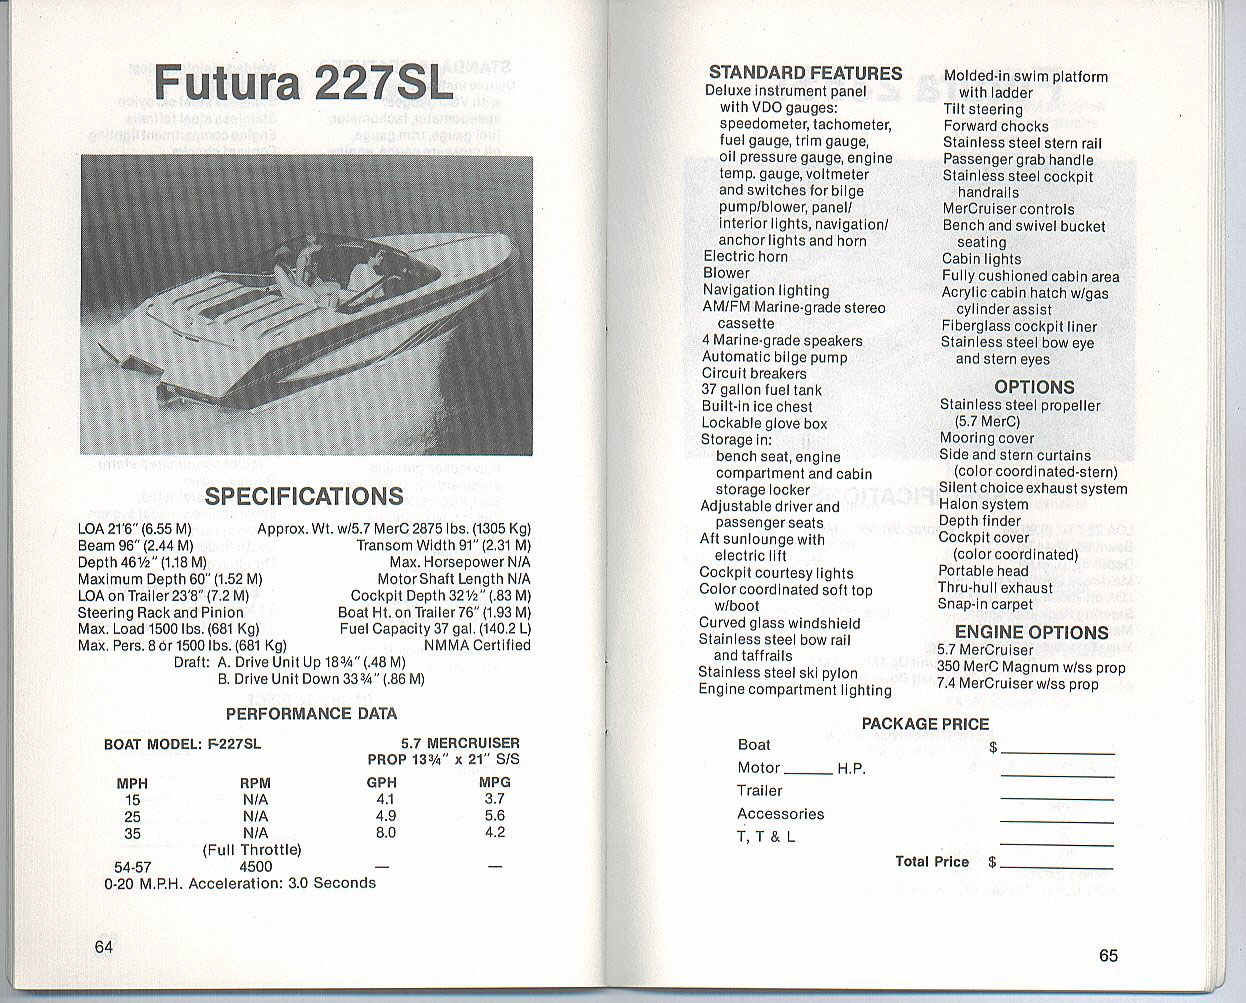 Futura 227SL
SPECIFICATIONS
LOA 21'6" (6.55 M)
Beam 96" (2.44 M)
Depth 46½" (1.18 M)
Maximum Depth 60" (1.52 M)
LOA on Trailer 23'8" (7.2 M)
Steering Rack and Pinion
Max. Load 1500 lbs. (681 Kg)
Max. Pers. 8 or 1500 lbs. (681 Kg)
Approx. Wt. w/5.7 MerC 2875 lbs. (1305 Kg)
Transom Width 91" (2.31 M)
Max. Horsepower N/A
Motor Shaft Length N/A
Cockpit Depth 32½" (.83 M)
Boat Ht. on Trailer 76" (1.93 M)
Fuel Capacity 37 gal. (140.2 L)
NMMA Certified
Draft: A. Drive Unit Up 18¾" (.48 M)
B. Drive Unit Down 33¾" (.86 M)
PERFORMANCE DATA
BOAT MODEL: F-227SL
5.7 MERCRUISER
PROP 13¾" x 21" S/S
MPH RPM GPH MPG
15 N/A 4.1 3.7
25 N/A 4.9 5.6
35 N/A 8.0 4.2
(Full Throttle)
54-57 4500 — —
0-20 M.P.H. Acceleration: 3.0 Seconds
64
STANDARD FEATURES
Deluxe instrument panel
with VDO gauges:
speedometer, tachometer,
fuel gauge, trim gauge,
oil pressure gauge, engine
temp. gauge, voltmeter
and switches for bilge
pump/blower, panel/
interior lights, navigation/
anchor lights and horn
Electric horn
Blower
Navigation lighting
AM/FM Marine-grade stereo
cassette
4 Marine-grade speakers
Automatic bilge pump
Circuit breakers
37 gallon fuel tank
Built-in ice chest
Lockable glove box
Storage in:
bench seat, engine
compartment and cabin
storage locker
Adjustable driver and
passenger seats
Aft sunlounge with
electric lift
Cockpit courtesy lights
Color coordinated soft top
w/boot
Curved glass windshield
Stainless steel bow rail
and taffrails
Stainless steel ski pylon
Engine compartment lighting
Molded-in swim platform
with ladder
Tilt steering
Forward chocks
Stainless steel stern rail
Passenger grab handle
Stainless steel cockpit
handrails
MerCruiser controls
Bench and swivel bucket
seating
Cabin lights
Fully cushioned cabin area
Acrylic cabin hatch w/gas
cylinder assist
Fiberglass cockpit liner
Stainless steel bow eye
and stern eyes
OPTIONS
Stainless steel propeller
(5.7 MerC)
Mooring cover
Side and stern curtains
(color coordinated-stern)
Silent choice exhaust system
Halon system
Depth finder
Cockpit cover
(color coordinated)
Portable head
Thru-hull exhaust
Snap-in carpet
ENGINE OPTIONS
5.7 MerCruiser
350 MerC Magnum w/ss prop
7.4 MerCruiser w/ss prop
PACKAGE PRICE
Boat $
Motor ______ H.P.
Trailer
Accessories
T, T & L
Total Price $
65